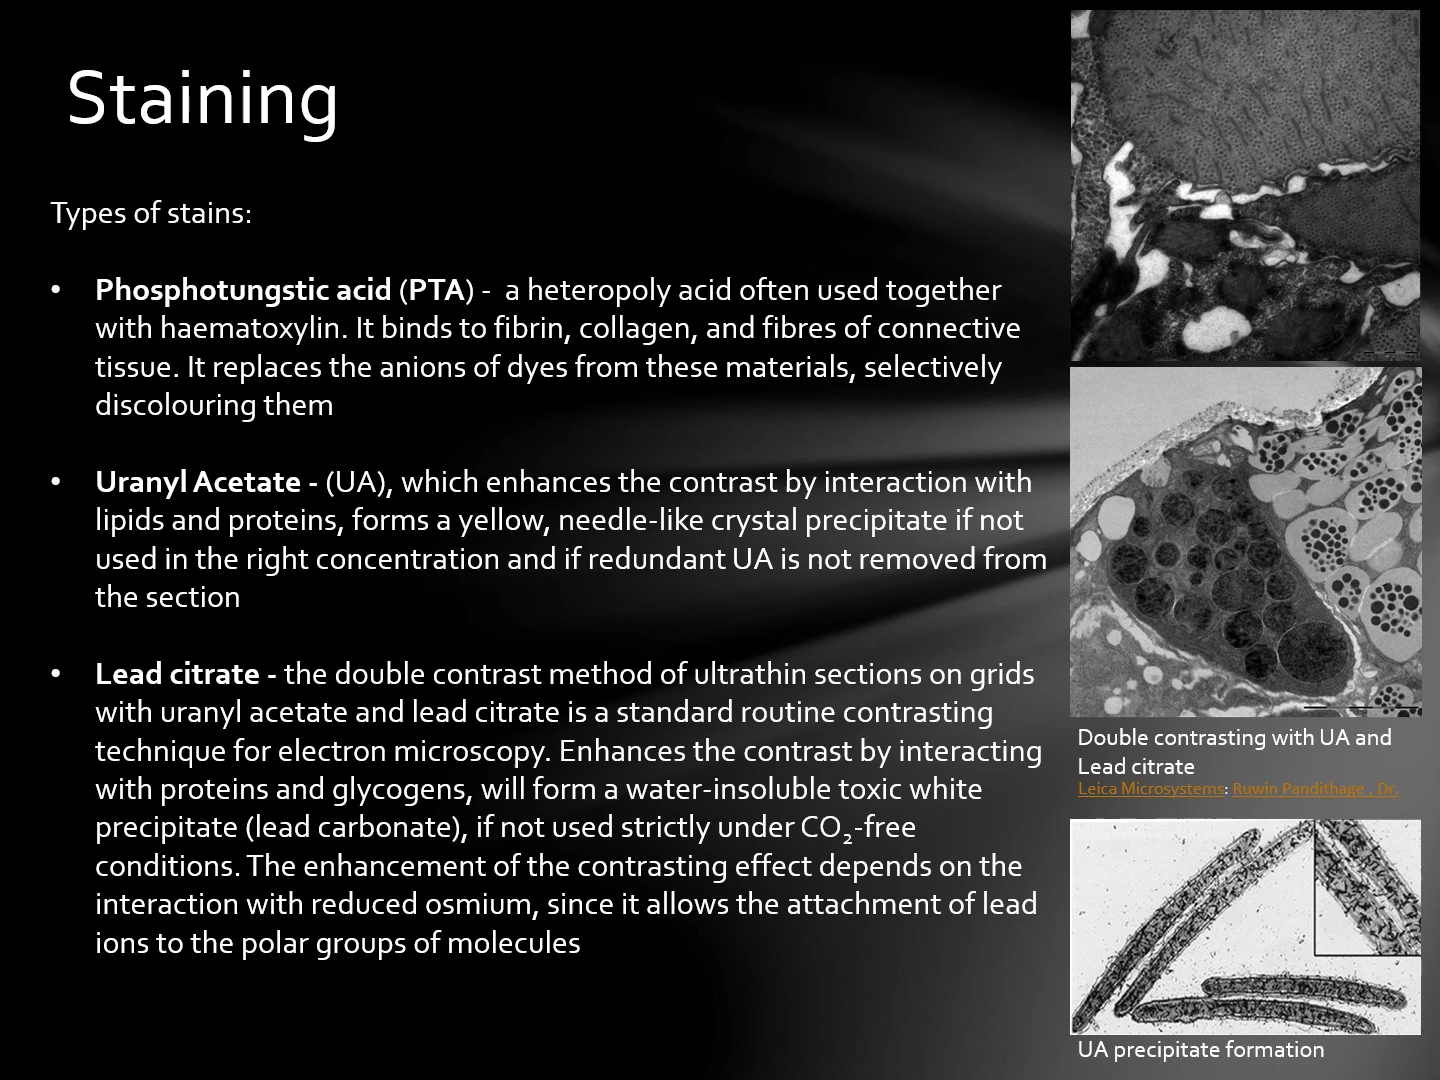 Staining
Types of stains:
• Phosphotungstic acid (PTA) - a heteropoly acid often used together
with haematoxylin. It binds to fibrin, collagen, and fibres of connective
tissue. It replaces the anions of dyes from these materials, selectively
discolouring them
• Uranyl Acetate - (UA), which enhances the contrast by interaction with
lipids and proteins, forms a yellow, needle-like crystal precipitate if not
used in the right concentration and if redundant UA is not removed from
the section
• Lead citrate - the double contrast method of ultrathin sections on grids
with uranyl acetate and lead citrate is a standard routine contrasting
technique for electron microscopy. Enhances the contrast by interacting
with proteins and glycogens, will form a water-insoluble toxic white
precipitate (lead carbonate), if not used strictly under CO₂-free
conditions. The enhancement of the contrasting effect depends on the
interaction with reduced osmium, since it allows the attachment of lead
ions to the polar groups of molecules
Double contrasting with UA and
Lead citrate
Leica Microsystems: Ruwin Pandithage , Dr.
UA precipitate formation